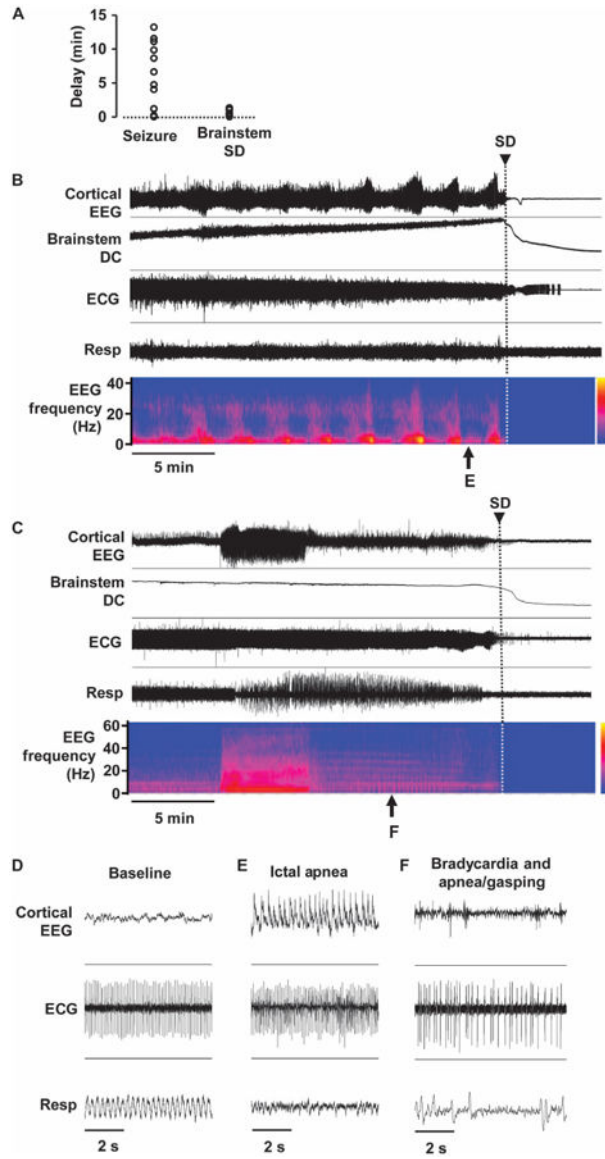 A
15
10
5
0
Delay (min)
Seizure
Brainstem
SD
SD
B
Cortical
EEG
Brainstem
DC
ECG
Resp
EEG
frequency
(Hz)
40
20
0
5 min
E
SD
C
Cortical
EEG
Brainstem
DC
ECG
Resp
EEG
frequency
(Hz)
60
40
20
0
5 min
F
D Baseline
E Ictal apnea
F Bradycardia and
apnea/gasping
Cortical
EEG
ECG
Resp
2 s
2 s
2 s